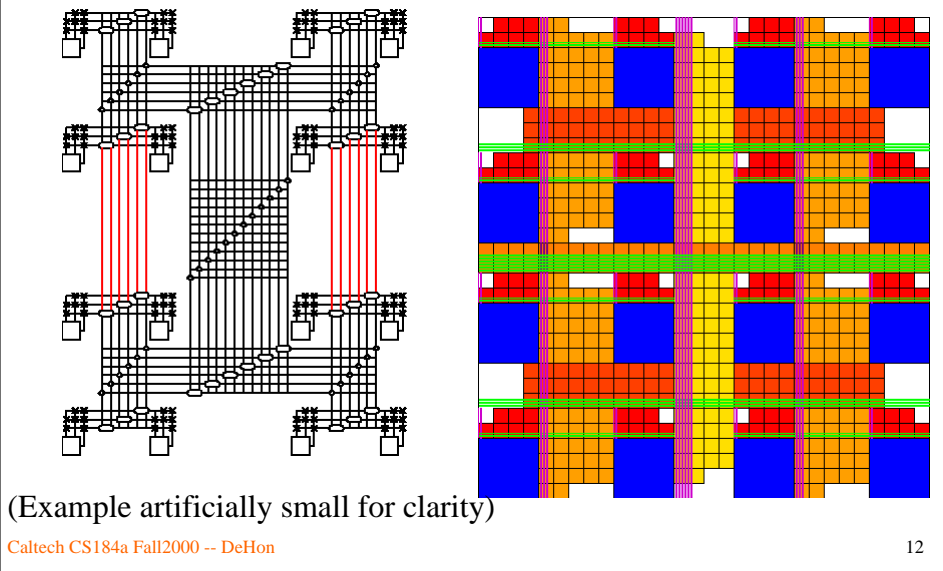 (Example artificially small for clarity)
Caltech CS184a Fall2000 -- DeHon
12